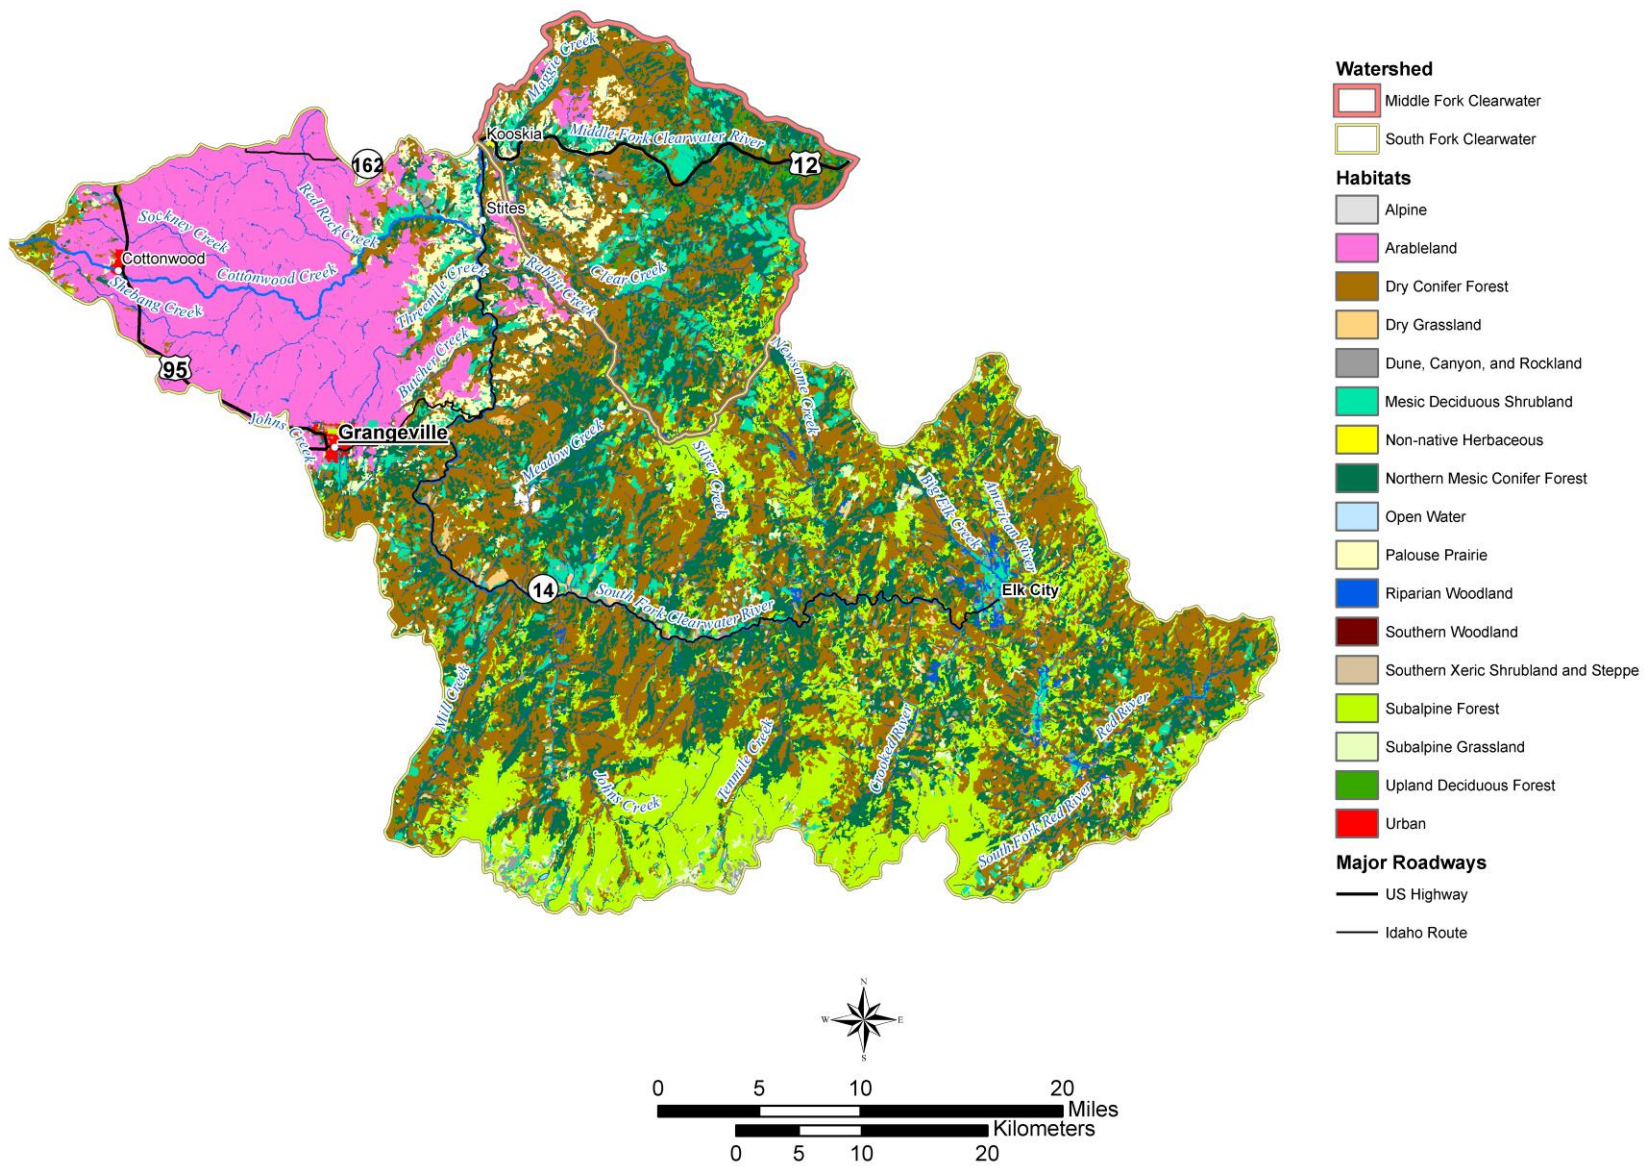 Maggie Creek
Kooskia
Middle Fork Clearwater River
12
162
Red Rock Creek
Stites
Sockney Creek
Cottonwood
Cottonwood Creek
Shebang Creek
Threemile Creek
Rabbit Creek
Clear Creek
95
Butcher Creek
Newsome Creek
Johns Creek
Grangeville
Meadow Creek
Silver Creek
Big Elk Creek
American River
14
South Fork Clearwater River
Elk City
Mill Creek
Johns Creek
Tenmile Creek
Crooked River
Red River
South Fork Red River
Watershed
Middle Fork Clearwater
South Fork Clearwater
Habitats
Alpine
Arableland
Dry Conifer Forest
Dry Grassland
Dune, Canyon, and Rockland
Mesic Deciduous Shrubland
Non-native Herbaceous
Northern Mesic Conifer Forest
Open Water
Palouse Prairie
Riparian Woodland
Southern Woodland
Southern Xeric Shrubland and Steppe
Subalpine Forest
Subalpine Grassland
Upland Deciduous Forest
Urban
Major Roadways
US Highway
Idaho Route
N
W E
S
0 5 10 20
Miles
Kilometers
0 5 10 20